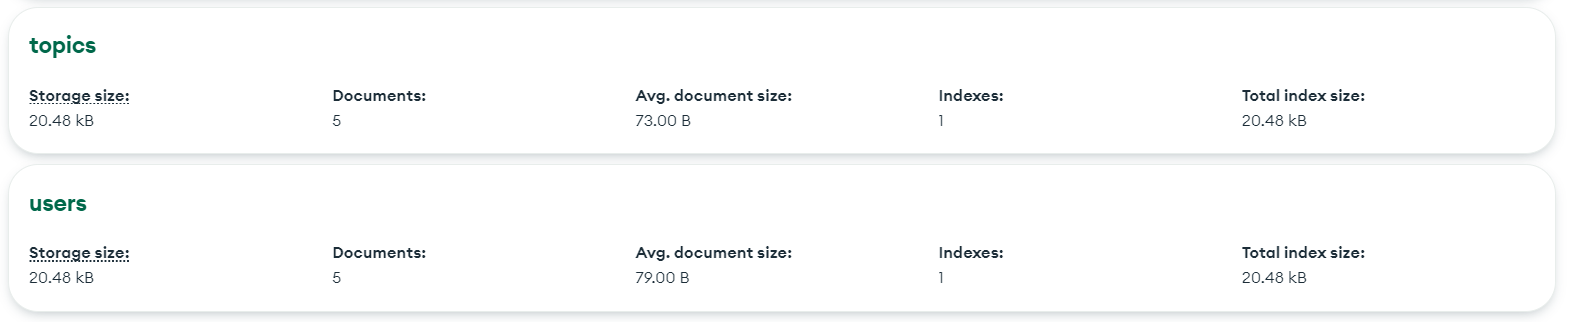 topics
Storage size: Documents: Avg. document size: Indexes: Total index size:
20.48 kB 5 73.00 B 1 20.48 kB
users
Storage size: Documents: Avg. document size: Indexes: Total index size:
20.48 kB 5 79.00 B 1 20.48 kB